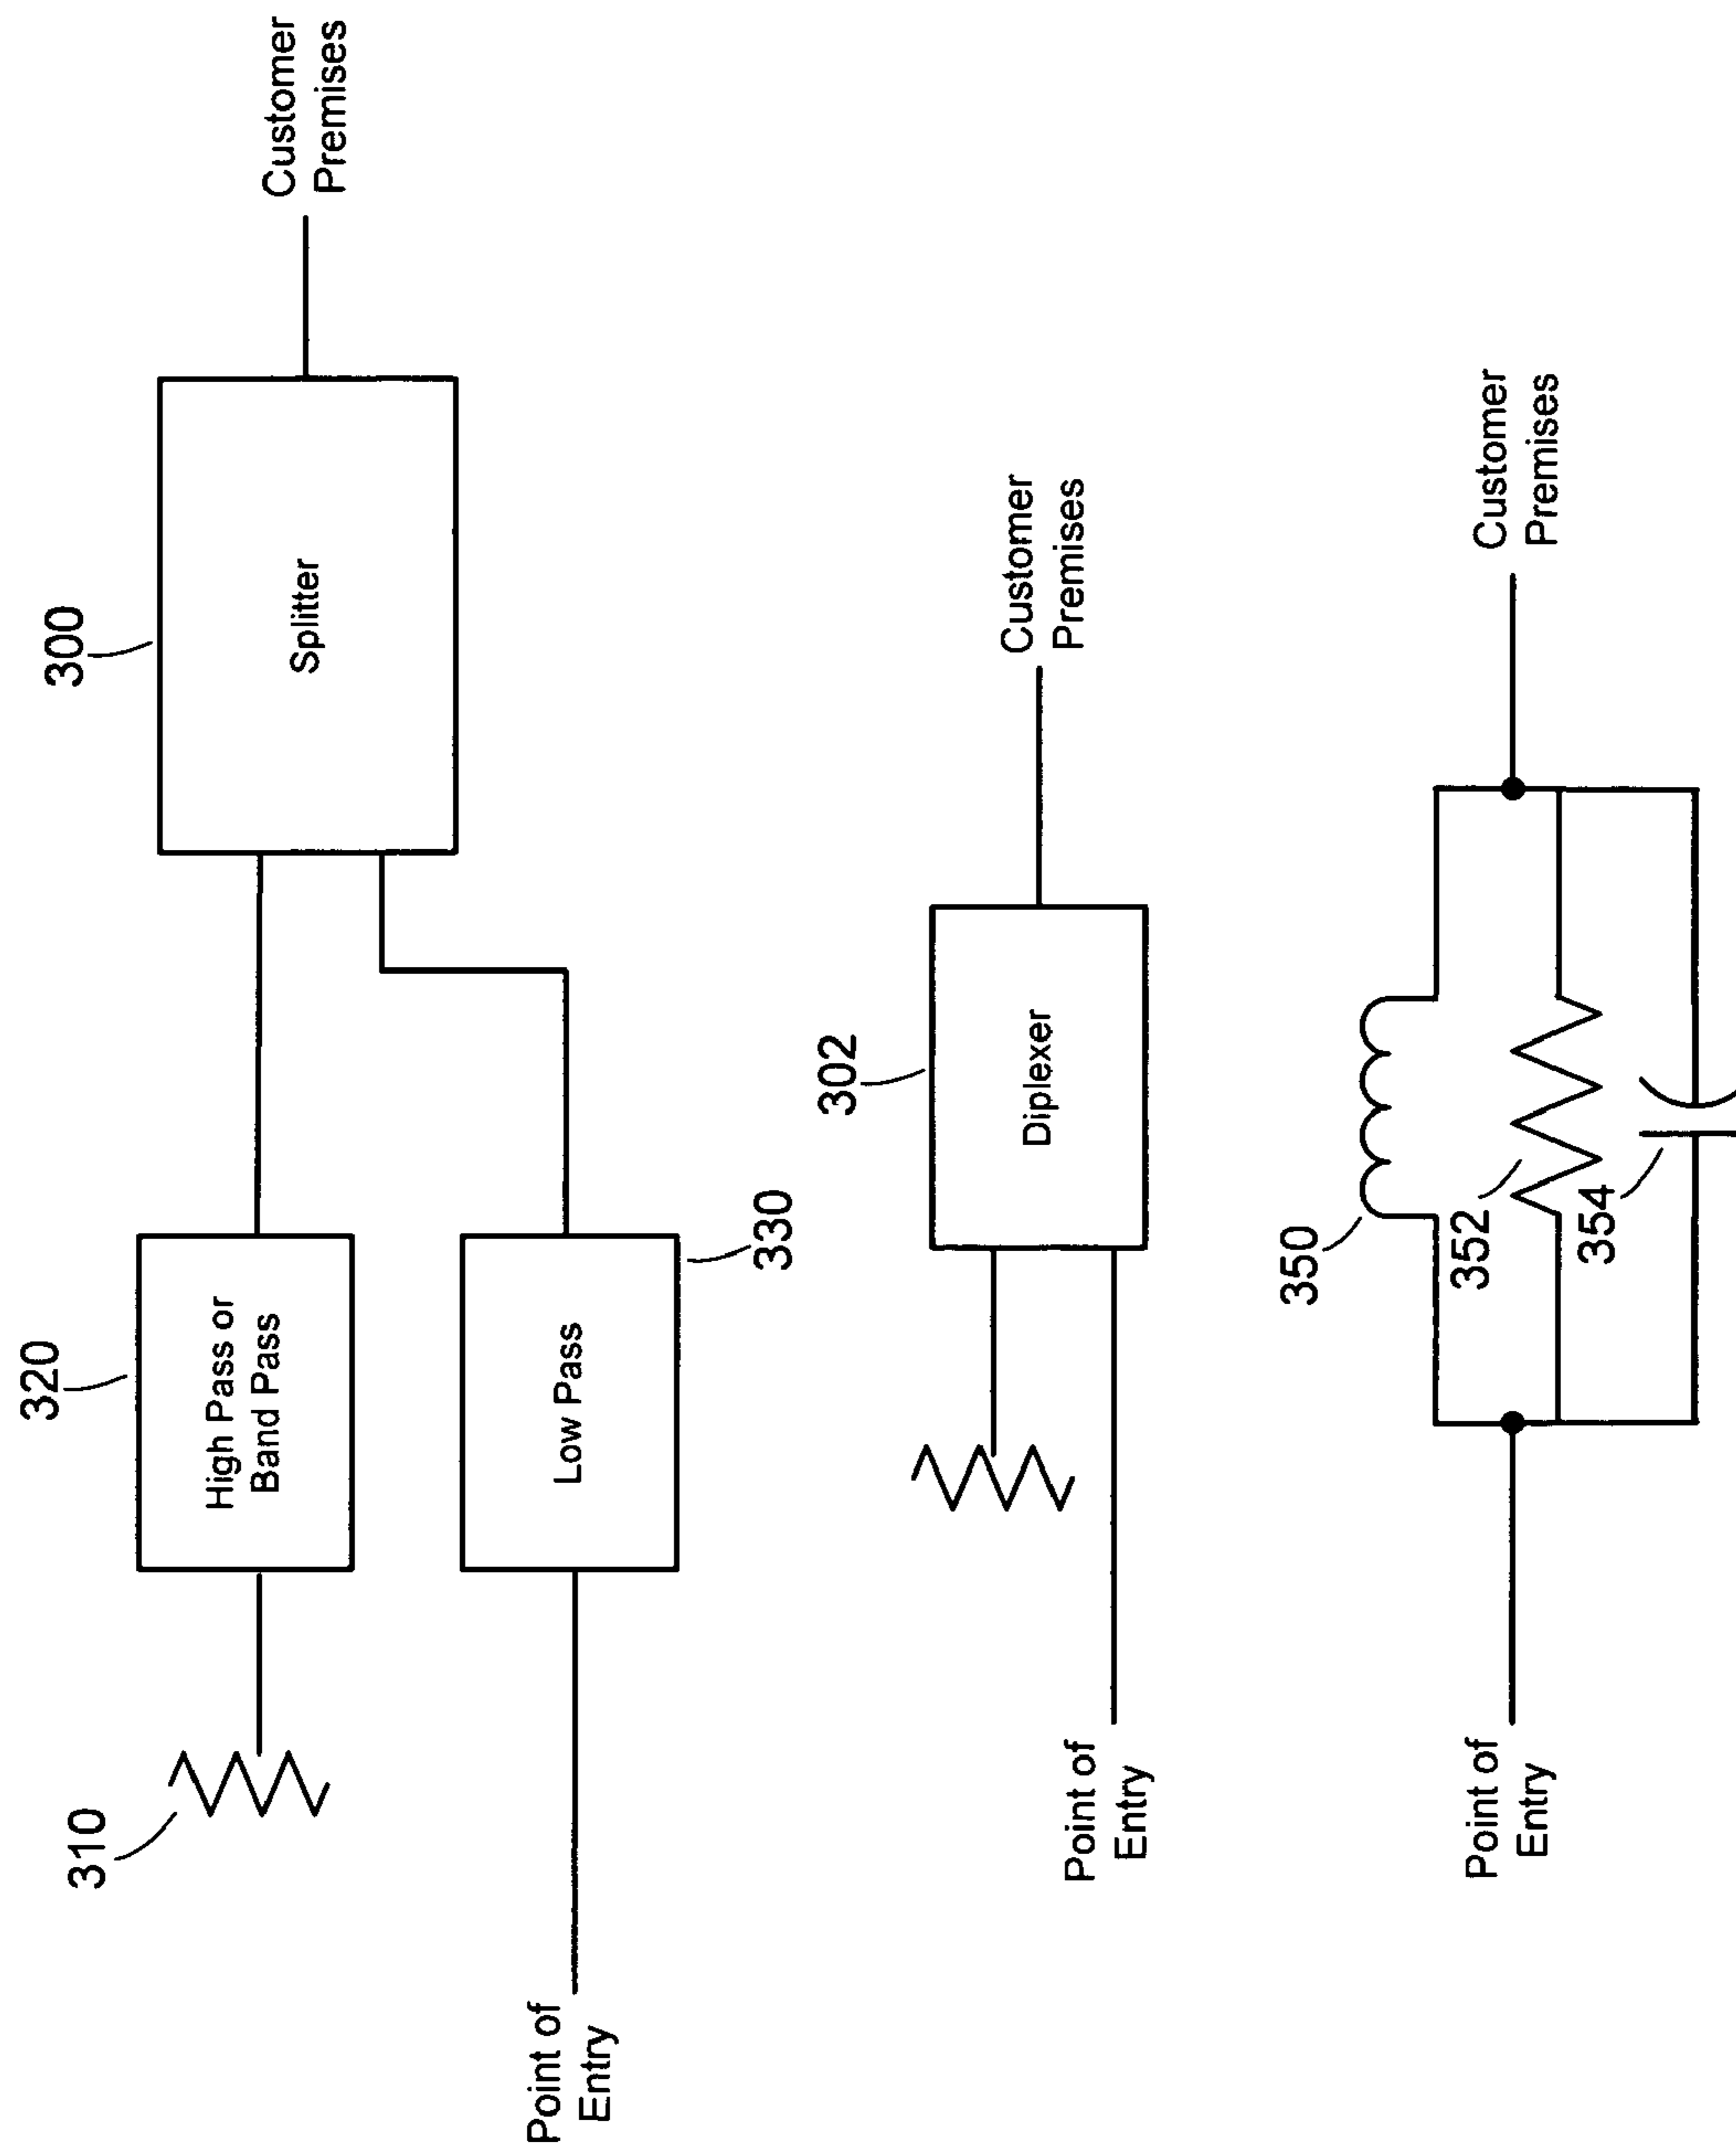 320
300
310
High Pass or
Band Pass
Splitter
Customer
Premises
Point of
Entry
Low Pass
330
302
Diplexer
Customer
Premises
Point of
Entry
350
Point of
Entry
352
Customer
Premises
354